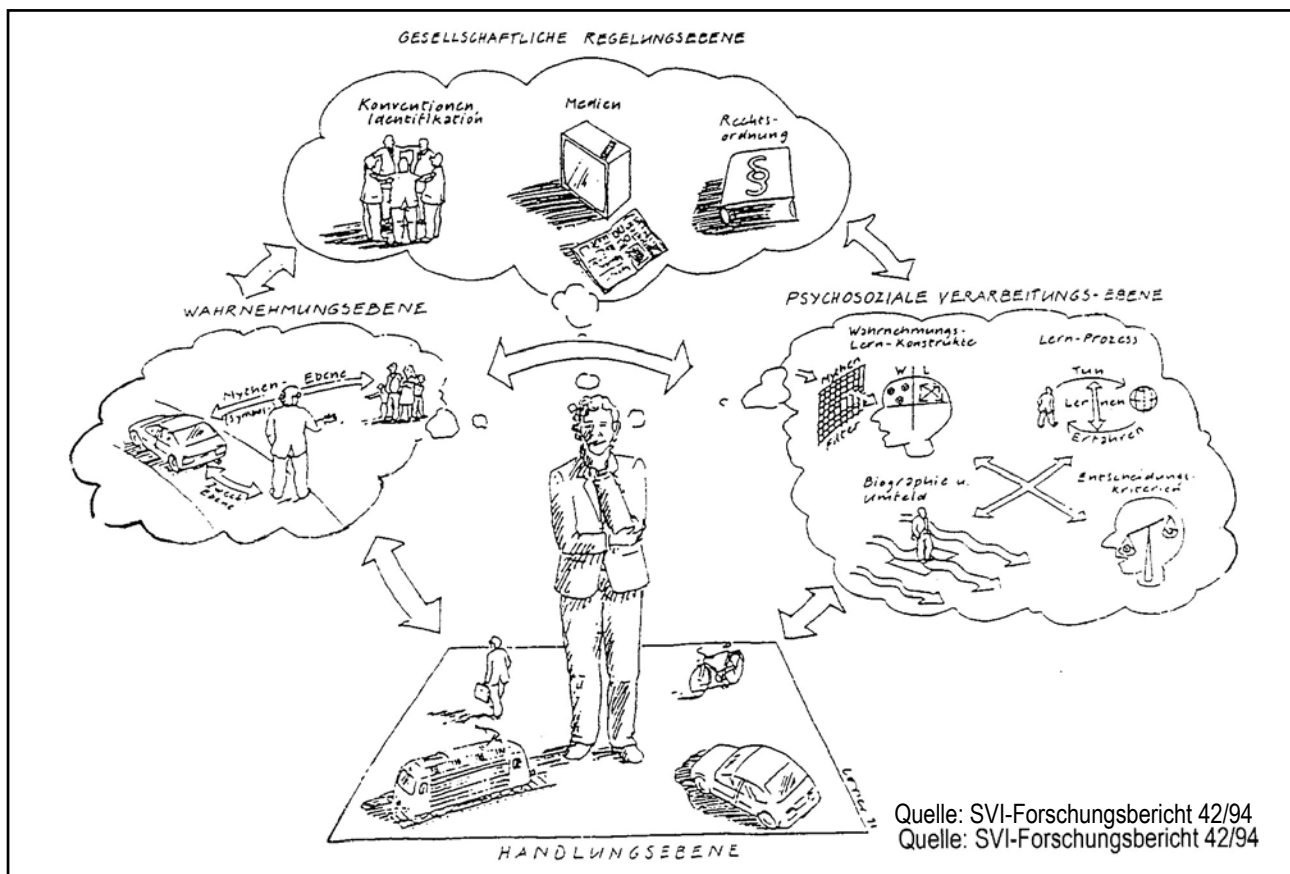 GESELLSCHAFTLICHE REGELUNGSEBENE
Konventionen
Identifikation
Medien
Rechts-
ordnung
§
WAHRNEHMUNGSEBENE
Mythen-
Ebene
(symbol)
Zweck
Ebene
PSYCHOSOZIALE VERARBEITUNGS-EBENE
Wahrnehmungs-
Lern-Konstrukte
Mythen
Filter
W L
Lern-Prozess
Tun
Lernen
Erfahren
Biographie u.
Umfeld
Entscheidungs-
kriterien
HANDLUNGSEBENE
Quelle: SVI-Forschungsbericht 42/94
Quelle: SVI-Forschungsbericht 42/94